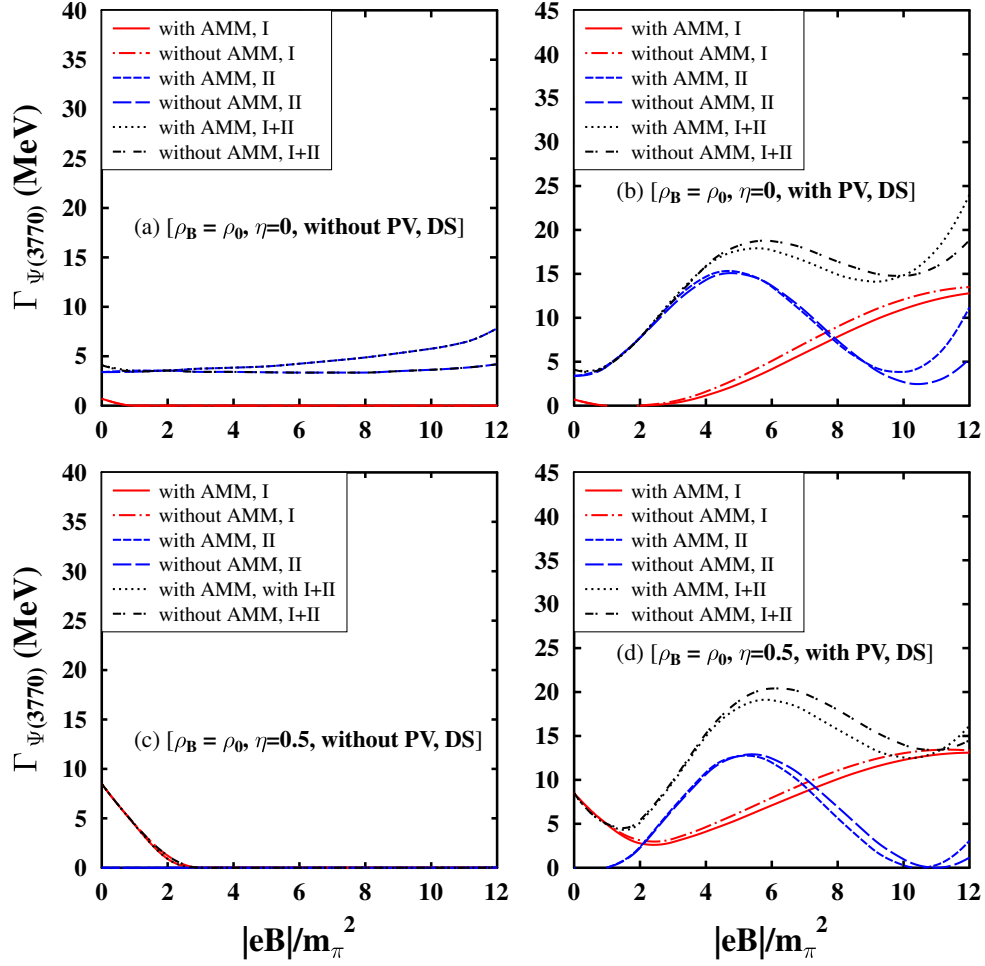 40
35
30
25
20
15
10
5
0
0 2 4 6 8 10 12
Γ Ψ(3770) (MeV)
with AMM, I
without AMM, I
with AMM, II
without AMM, II
with AMM, I+II
without AMM, I+II
(a) [ρB = ρ0, η=0, without PV, DS]
45
40
35
30
25
20
15
10
5
0
0 2 4 6 8 10 12
with AMM, I
without AMM, I
with AMM, II
without AMM, II
with AMM, I+II
without AMM, I+II
(b) [ρB = ρ0, η=0, with PV, DS]
40
35
30
25
20
15
10
5
0
0 2 4 6 8 10 12
Γ Ψ(3770) (MeV)
|eB|/mπ^2
with AMM, I
without AMM, I
with AMM, II
without AMM, II
with AMM, with I+II
without AMM, I+II
(c) [ρB = ρ0, η=0.5, without PV, DS]
45
40
35
30
25
20
15
10
5
0
0 2 4 6 8 10 12
|eB|/mπ^2
with AMM, I
without AMM, I
with AMM, II
without AMM, II
with AMM, I+II
without AMM, I+II
(d) [ρB = ρ0, η=0.5, with PV, DS]